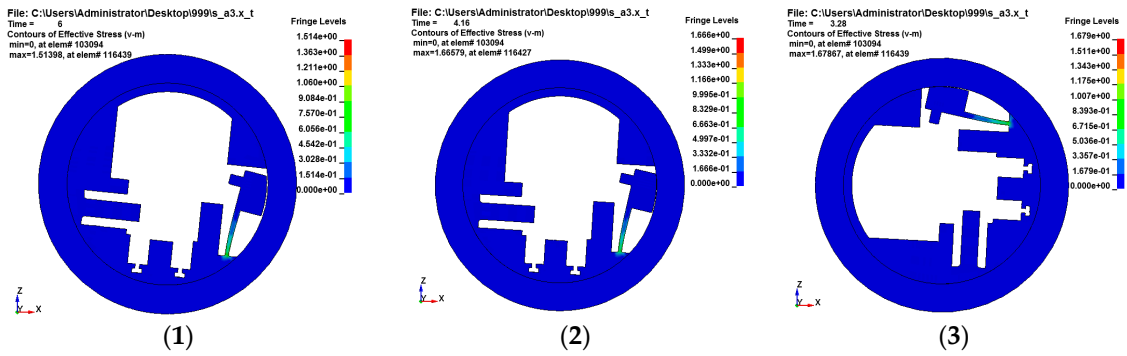 File: C:\Users\Administrator\Desktop\999\s_a3.x_t
Time = 6
Contours of Effective Stress (v-m)
min=0, at elem# 103094
max=1.51398, at elem# 116439
Fringe Levels
1.514e+00
1.363e+00
1.211e+00
1.060e+00
9.084e-01
7.570e-01
6.056e-01
4.542e-01
3.028e-01
1.514e-01
0.000e+00
Z
Y X
(1)
File: C:\Users\Administrator\Desktop\999\s_a3.x_t
Time = 4.16
Contours of Effective Stress (v-m)
min=0, at elem# 103094
max=1.66579, at elem# 116427
Fringe Levels
1.666e+00
1.499e+00
1.333e+00
1.166e+00
9.995e-01
8.329e-01
6.663e-01
4.997e-01
3.332e-01
1.666e-01
0.000e+00
Z
Y X
(2)
File: C:\Users\Administrator\Desktop\999\s_a3.x_t
Time = 3.28
Contours of Effective Stress (v-m)
min=0, at elem# 103094
max=1.67867, at elem# 116439
Fringe Levels
1.679e+00
1.511e+00
1.343e+00
1.175e+00
1.007e+00
8.393e-01
6.715e-01
5.036e-01
3.357e-01
1.679e-01
0.000e+00
Z
Y X
(3)